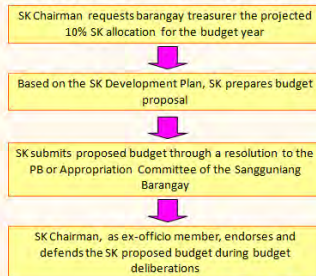 SK Chairman requests barangay treasurer the projected
10% SK allocation for the budget year
Based on the SK Development Plan, SK prepares budget
proposal
SK submits proposed budget through a resolution to the
PB or Appropriation Committee of the Sangguniang
Barangay
SK Chairman, as ex-officio member, endorses and
defends the SK proposed budget during budget
deliberations